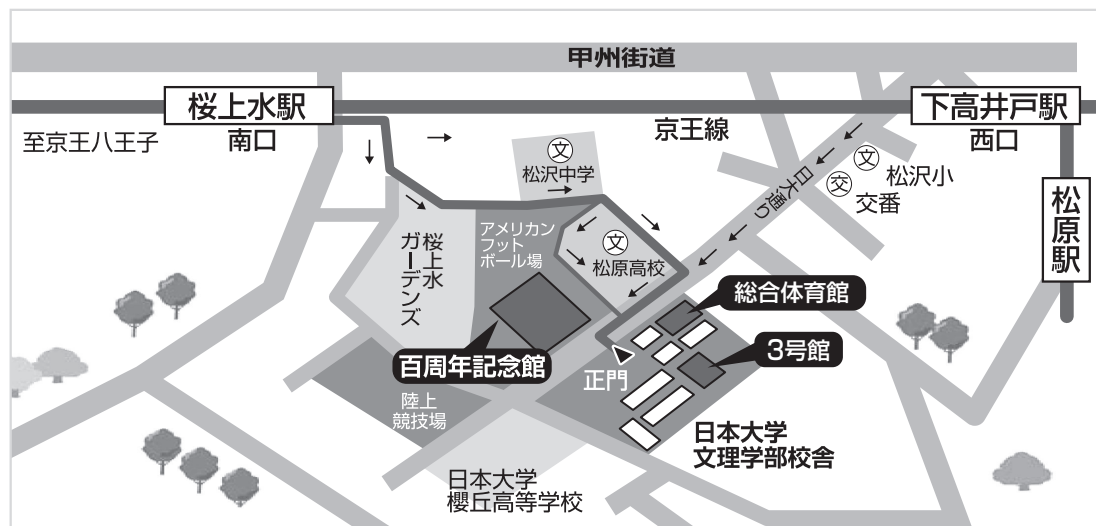 甲州街道
桜上水駅
南口
至京王八王子
京王線
下高井戸駅
西口
松原駅
文
松沢中学
文
松沢小
交
交番
日大通り
桜上水
ガーデンズ
アメリカン
フット
ボール場
文
松原高校
総合体育館
3号館
百周年記念館
正門
陸上
競技場
日本大学
文理学部校舎
日本大学
櫻丘高等学校